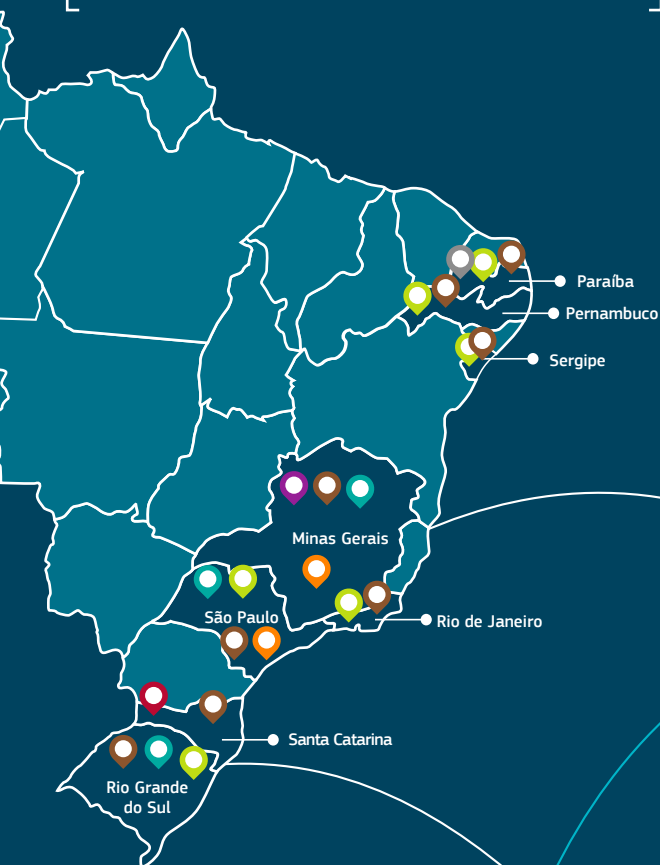 Paraíba
Pernambuco
Sergipe
Minas Gerais
São Paulo
Rio de Janeiro
Santa Catarina
Rio Grande
do Sul